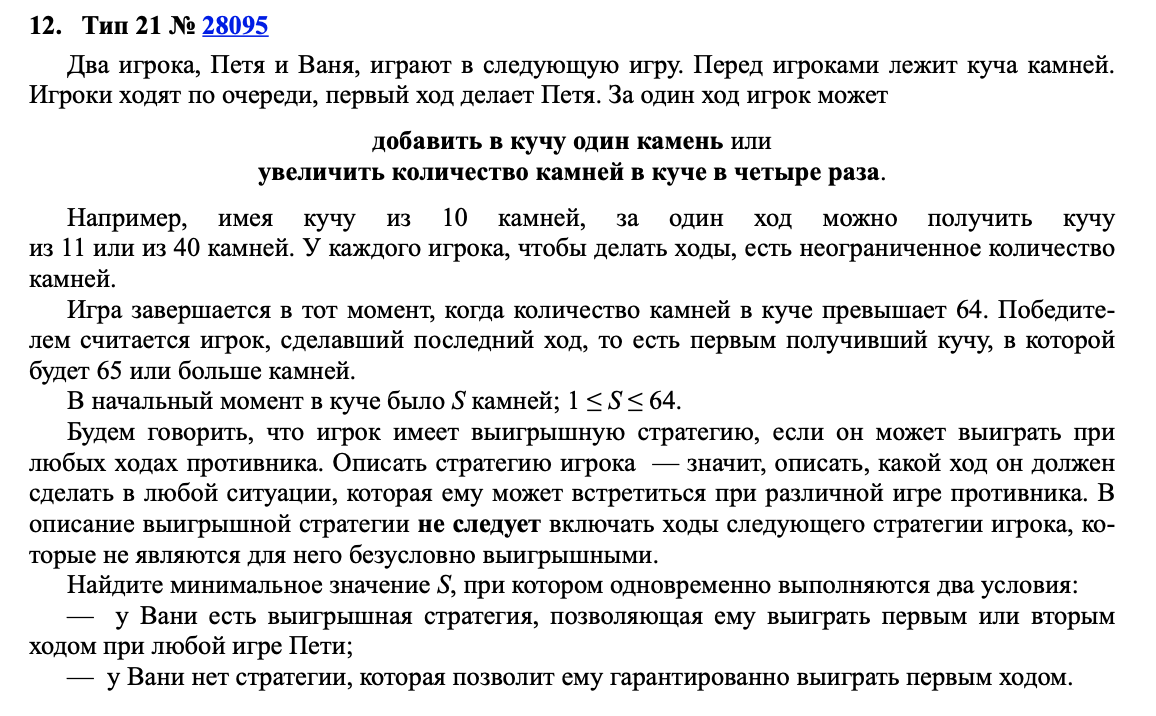 12. Тип 21 № 28095
Два игрока, Петя и Ваня, играют в следующую игру. Перед игроками лежит куча камней.
Игроки ходят по очереди, первый ход делает Петя. За один ход игрок может
добавить в кучу один камень или
увеличить количество камней в куче в четыре раза.
Например, имея кучу из 10 камней, за один ход можно получить кучу
из 11 или из 40 камней. У каждого игрока, чтобы делать ходы, есть неограниченное количество
камней.
Игра завершается в тот момент, когда количество камней в куче превышает 64. Победите-
лем считается игрок, сделавший последний ход, то есть первым получивший кучу, в которой
будет 65 или больше камней.
В начальный момент в куче было S камней; 1 ≤ S ≤ 64.
Будем говорить, что игрок имеет выигрышную стратегию, если он может выиграть при
любых ходах противника. Описать стратегию игрока — значит, описать, какой ход он должен
сделать в любой ситуации, которая ему может встретиться при различной игре противника. В
описание выигрышной стратегии не следует включать ходы следующего стратегии игрока, ко-
торые не являются для него безусловно выигрышными.
Найдите минимальное значение S, при котором одновременно выполняются два условия:
— у Вани есть выигрышная стратегия, позволяющая ему выиграть первым или вторым
ходом при любой игре Пети;
— у Вани нет стратегии, которая позволит ему гарантированно выиграть первым ходом.